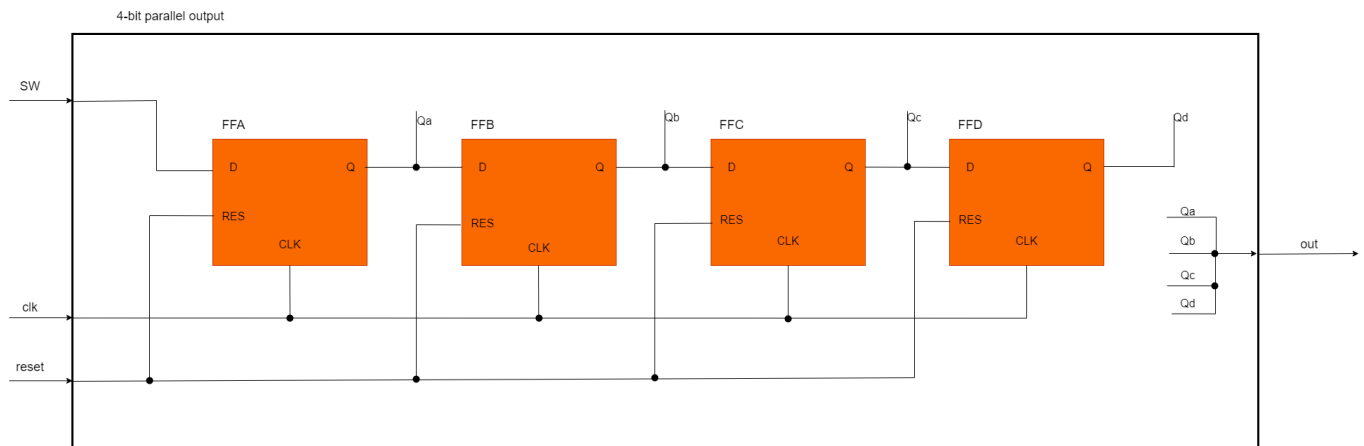 4-bit parallel output
SW
FFA
Qa
FFB
Qb
FFC
Qc
FFD
Qd
D
Q
D
Q
D
Q
D
Q
RES
RES
RES
RES
CLK
CLK
CLK
CLK
Qa
Qb
out
Qc
Qd
clk
reset